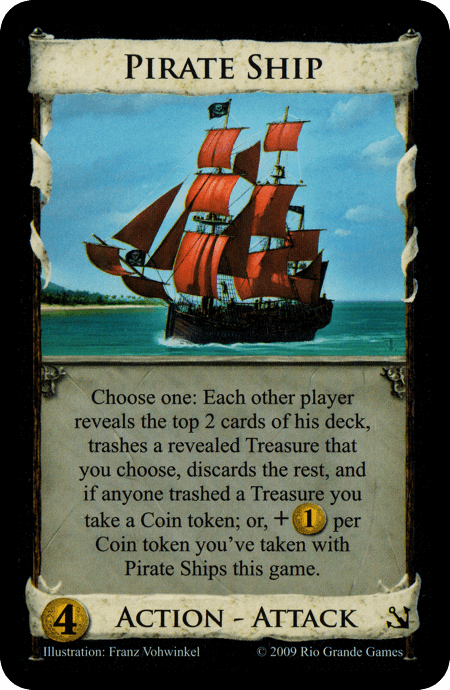 PIRATE SHIP
Choose one: Each other player
reveals the top 2 cards of his deck,
trashes a revealed Treasure that
you choose, discards the rest, and
if anyone trashed a Treasure you
take a Coin token; or, +1 per
Coin token you've taken with
Pirate Ships this game.
4 ACTION - ATTACK
Illustration: Franz Vohwinkel © 2009 Rio Grande Games